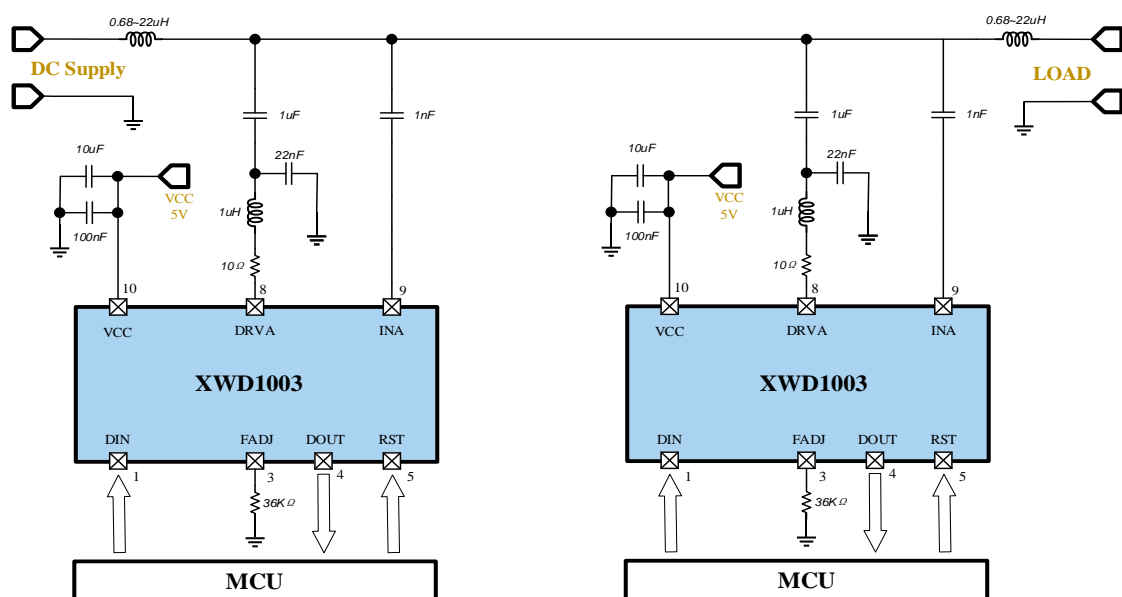 0.68~22uH
0.68~22uH
DC Supply
LOAD
1uF
1nF
1uF
1nF
10uF
22nF
10uF
22nF
VCC
5V
VCC
5V
100nF
1uH
100nF
1uH
10Ω
10Ω
10
8
9
10
8
9
VCC
DRVA
INA
VCC
DRVA
INA
XWD1003
XWD1003
DIN
FADJ
DOUT
RST
DIN
FADJ
DOUT
RST
1
3
4
5
1
3
4
5
36KΩ
36KΩ
MCU
MCU